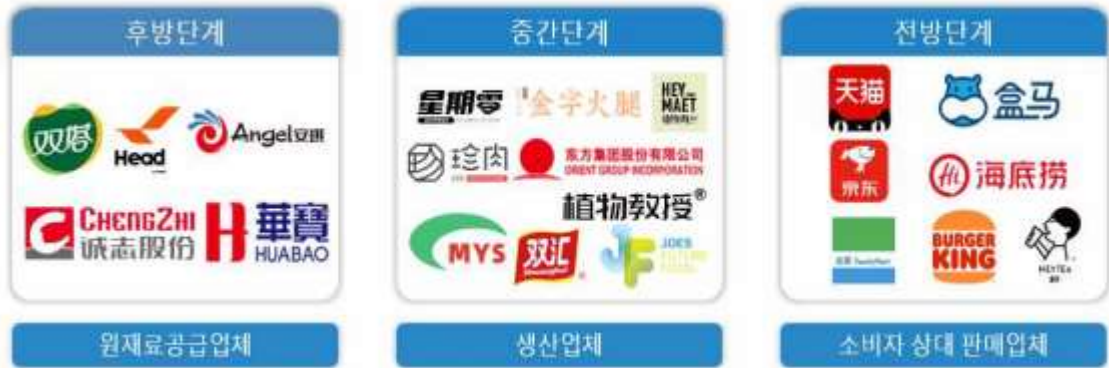 후방단계
双塔
Head
Angel安琪
CHENGZHI
诚志股份
華寶
HUABAO
원재료공급업체
중간단계
星期零
金字火腿
HEY
MAET
珍肉
东方集团股份有限公司
ORIENT GROUP INCORPORATION
植物教授®
MYS
双汇
JF
생산업체
전방단계
天猫
盒马
京东
Hi 海底捞
FamilyMart
BURGER
KING
HEYTEA
소비자 상대 판매업체